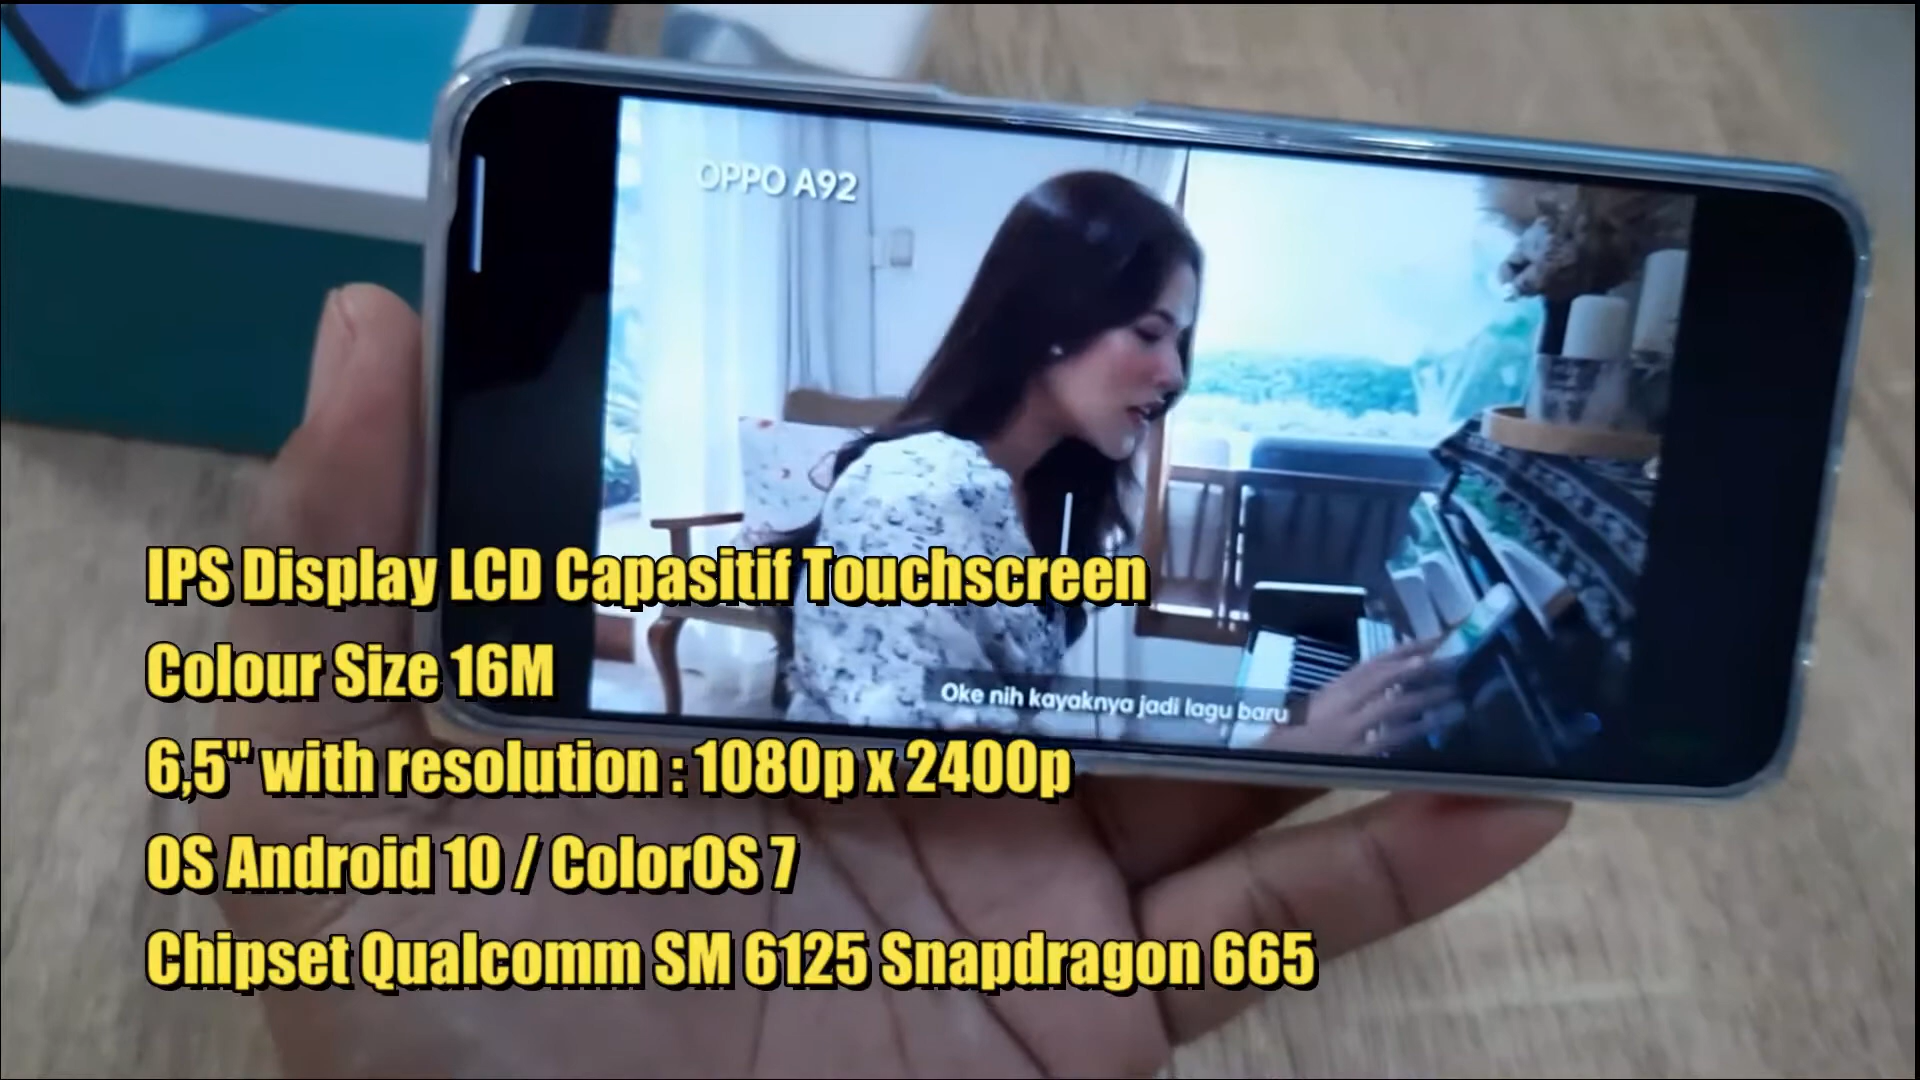 OPPO A92
Oke nih kayaknya jadi lagu baru
IPS Display LCD Capasitif Touchscreen
Colour Size 16M
6,5" with resolution : 1080p x 2400p
OS Android 10 / ColorOS 7
Chipset Qualcomm SM 6125 Snapdragon 665